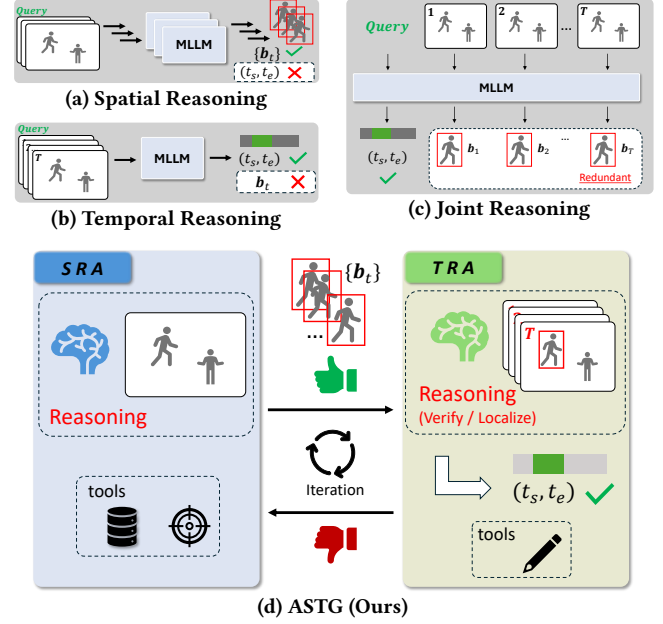 Query
MLLM
{b_t}
(t_s, t_e)
(a) Spatial Reasoning
Query
T
MLLM
(t_s, t_e)
b_t
(b) Temporal Reasoning
Query
1
2
...
T
MLLM
(t_s, t_e)
b_1
b_2
...
b_T
Redundant
(c) Joint Reasoning
SRA
Reasoning
tools
{b_t}
...
Iteration
TRA
T
Reasoning
(Verify / Localize)
(t_s, t_e)
tools
(d) ASTG (Ours)